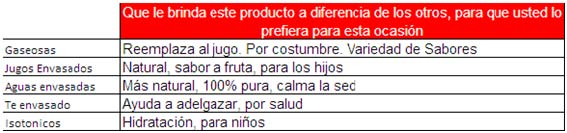 Que le brinda este producto a diferencia de los otros, para que usted lo
prefiera para esta ocasión
Gaseosas Reemplaza al jugo. Por costumbre. Variedad de Sabores
Jugos Envasados Natural, sabor a fruta, para los hijos
Aguas envasadas Más natural, 100% pura, calma la sed
Te envasado Ayuda a adelgazar, por salud
Isotonicos Hidratación, para niños